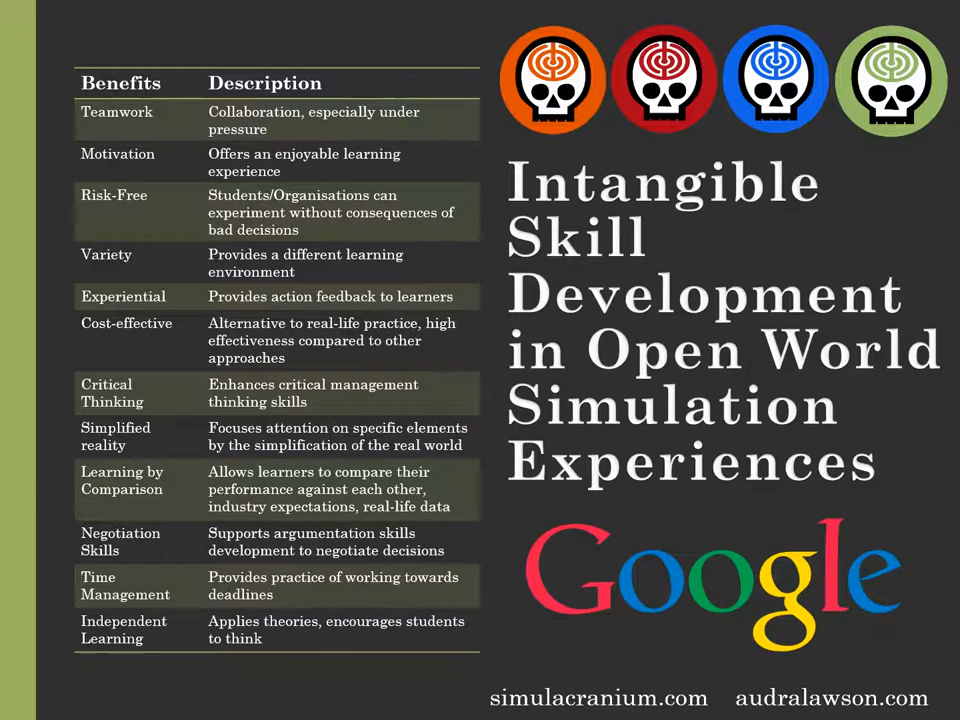 Benefits Description
Teamwork Collaboration, especially under
pressure
Motivation Offers an enjoyable learning
experience
Risk-Free Students/Organisations can
experiment without consequences of
bad decisions
Variety Provides a different learning
environment
Experiential Provides action feedback to learners
Cost-effective Alternative to real-life practice, high
effectiveness compared to other
approaches
Critical Enhances critical management
Thinking thinking skills
Simplified Focuses attention on specific elements
reality by the simplification of the real world
Learning by Allows learners to compare their
Comparison performance against each other,
industry expectations, real-life data
Negotiation Supports argumentation skills
Skills development to negotiate decisions
Time Provides practice of working towards
Management deadlines
Independent Applies theories, encourages students
Learning to think
Intangible
Skill
Development
in Open World
Simulation
Experiences
Google
simulacranium.com audralawson.com